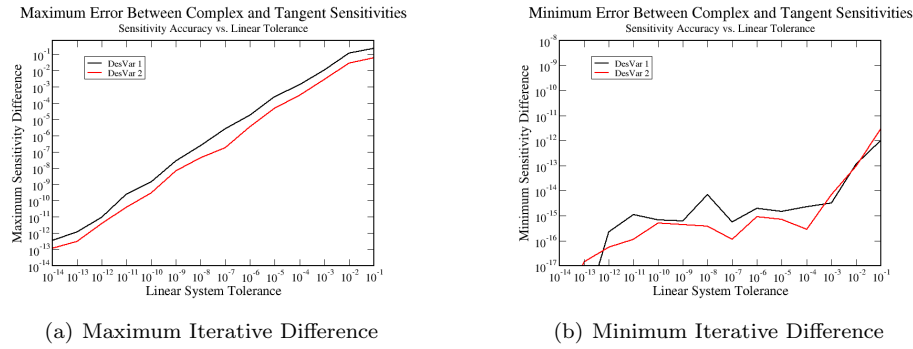 Maximum Error Between Complex and Tangent Sensitivities
Sensitivity Accuracy vs. Linear Tolerance
DesVar 1
DesVar 2
Maximum Sensitivity Difference
10^-1
10^-2
10^-3
10^-4
10^-5
10^-6
10^-7
10^-8
10^-9
10^-10
10^-11
10^-12
10^-13
10^-14
10^-14 10^-13 10^-12 10^-11 10^-10 10^-9 10^-8 10^-7 10^-6 10^-5 10^-4 10^-3 10^-2 10^-1
Linear System Tolerance
(a) Maximum Iterative Difference
Minimum Error Between Complex and Tangent Sensitivities
Sensitivity Accuracy vs. Linear Tolerance
DesVar 1
DesVar 2
Minimum Sensitivity Difference
10^-8
10^-9
10^-10
10^-11
10^-12
10^-13
10^-14
10^-15
10^-16
10^-17
10^-14 10^-13 10^-12 10^-11 10^-10 10^-9 10^-8 10^-7 10^-6 10^-5 10^-4 10^-3 10^-2 10^-1
Linear System Tolerance
(b) Minimum Iterative Difference